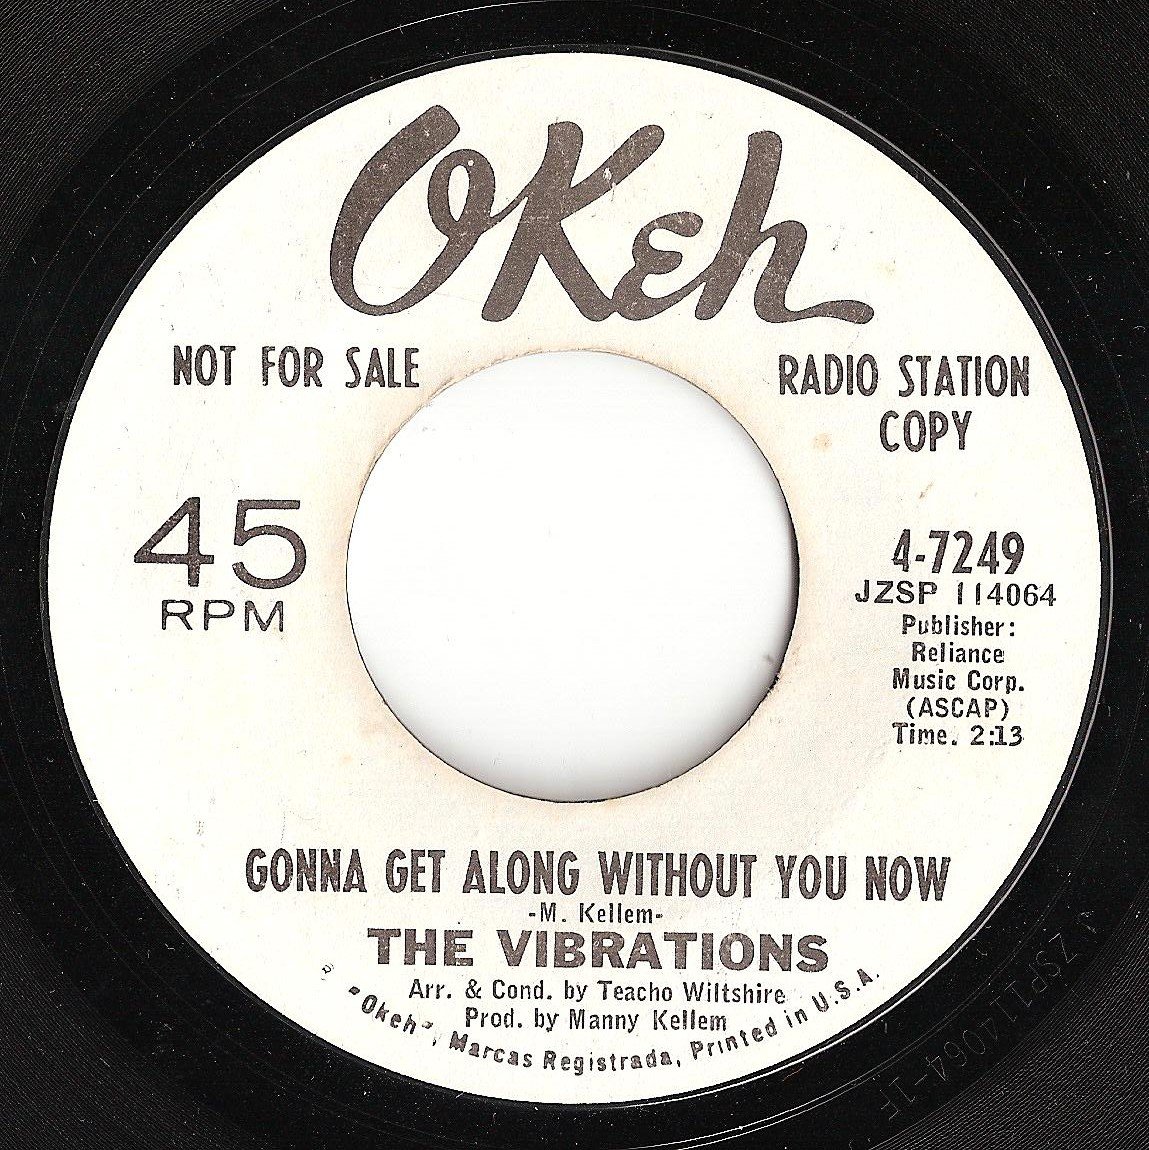 OKeh
NOT FOR SALE
RADIO STATION
COPY
45
RPM
4-7249
JZSP 114064
Publisher:
Reliance
Music Corp.
(ASCAP)
Time. 2:13
GONNA GET ALONG WITHOUT YOU NOW
-M. Kellem-
THE VIBRATIONS
Arr. & Cond. by Teacho Wiltshire
Prod. by Manny Kellem
"Okeh", Marcas Registrada, Printed in U.S.A.
JZSP114064-1F